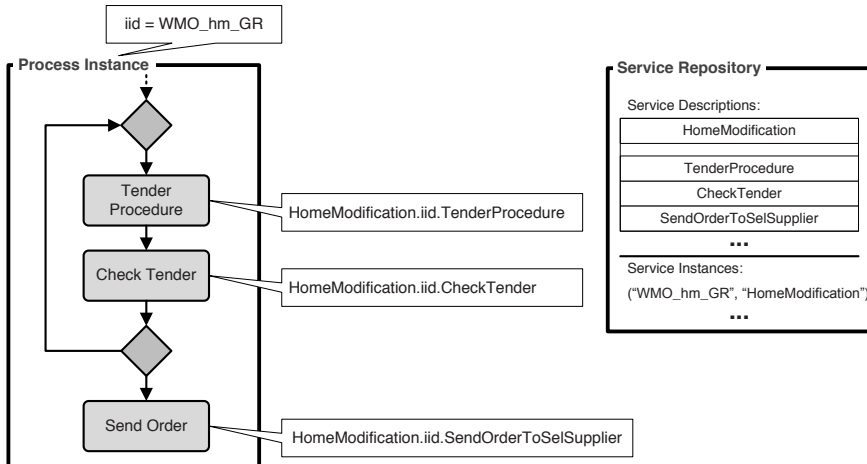 iid = WMO_hm_GR
Process Instance
Tender
Procedure
HomeModification.iid.TenderProcedure
Check Tender
HomeModification.iid.CheckTender
Send Order
HomeModification.iid.SendOrderToSelSupplier
Service Repository
Service Descriptions:
HomeModification
TenderProcedure
CheckTender
SendOrderToSelSupplier
...
Service Instances:
(“WMO_hm_GR”, “HomeModification”)
...